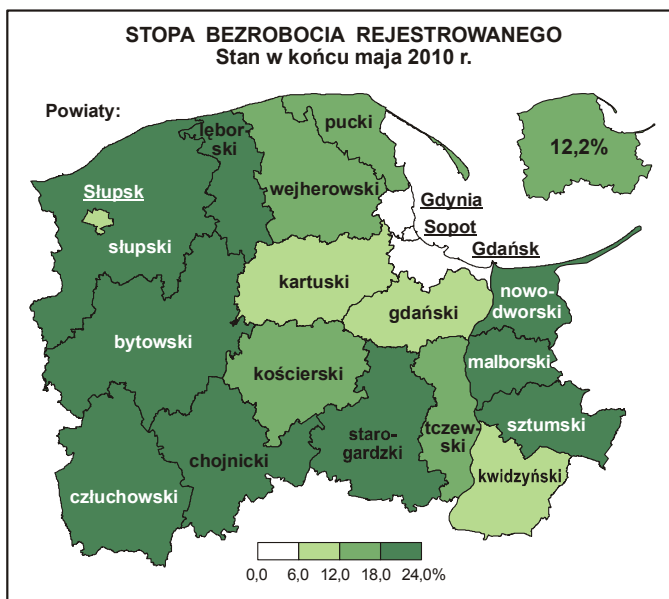 STOPA BEZROBOCIA REJESTROWANEGO
Stan w końcu maja 2010 r.
Powiaty:
pucki
lębor-
ski
12,2%
wejherowski
Słupsk
Gdynia
Sopot
Gdańsk
słupski
kartuski
gdański
nowo-
dworski
bytowski
malborski
kościerski
staro-
gardzki
tczew-
ski
sztumski
chojnicki
kwidzyński
człuchowski
0,0 6,0 12,0 18,0 24,0%